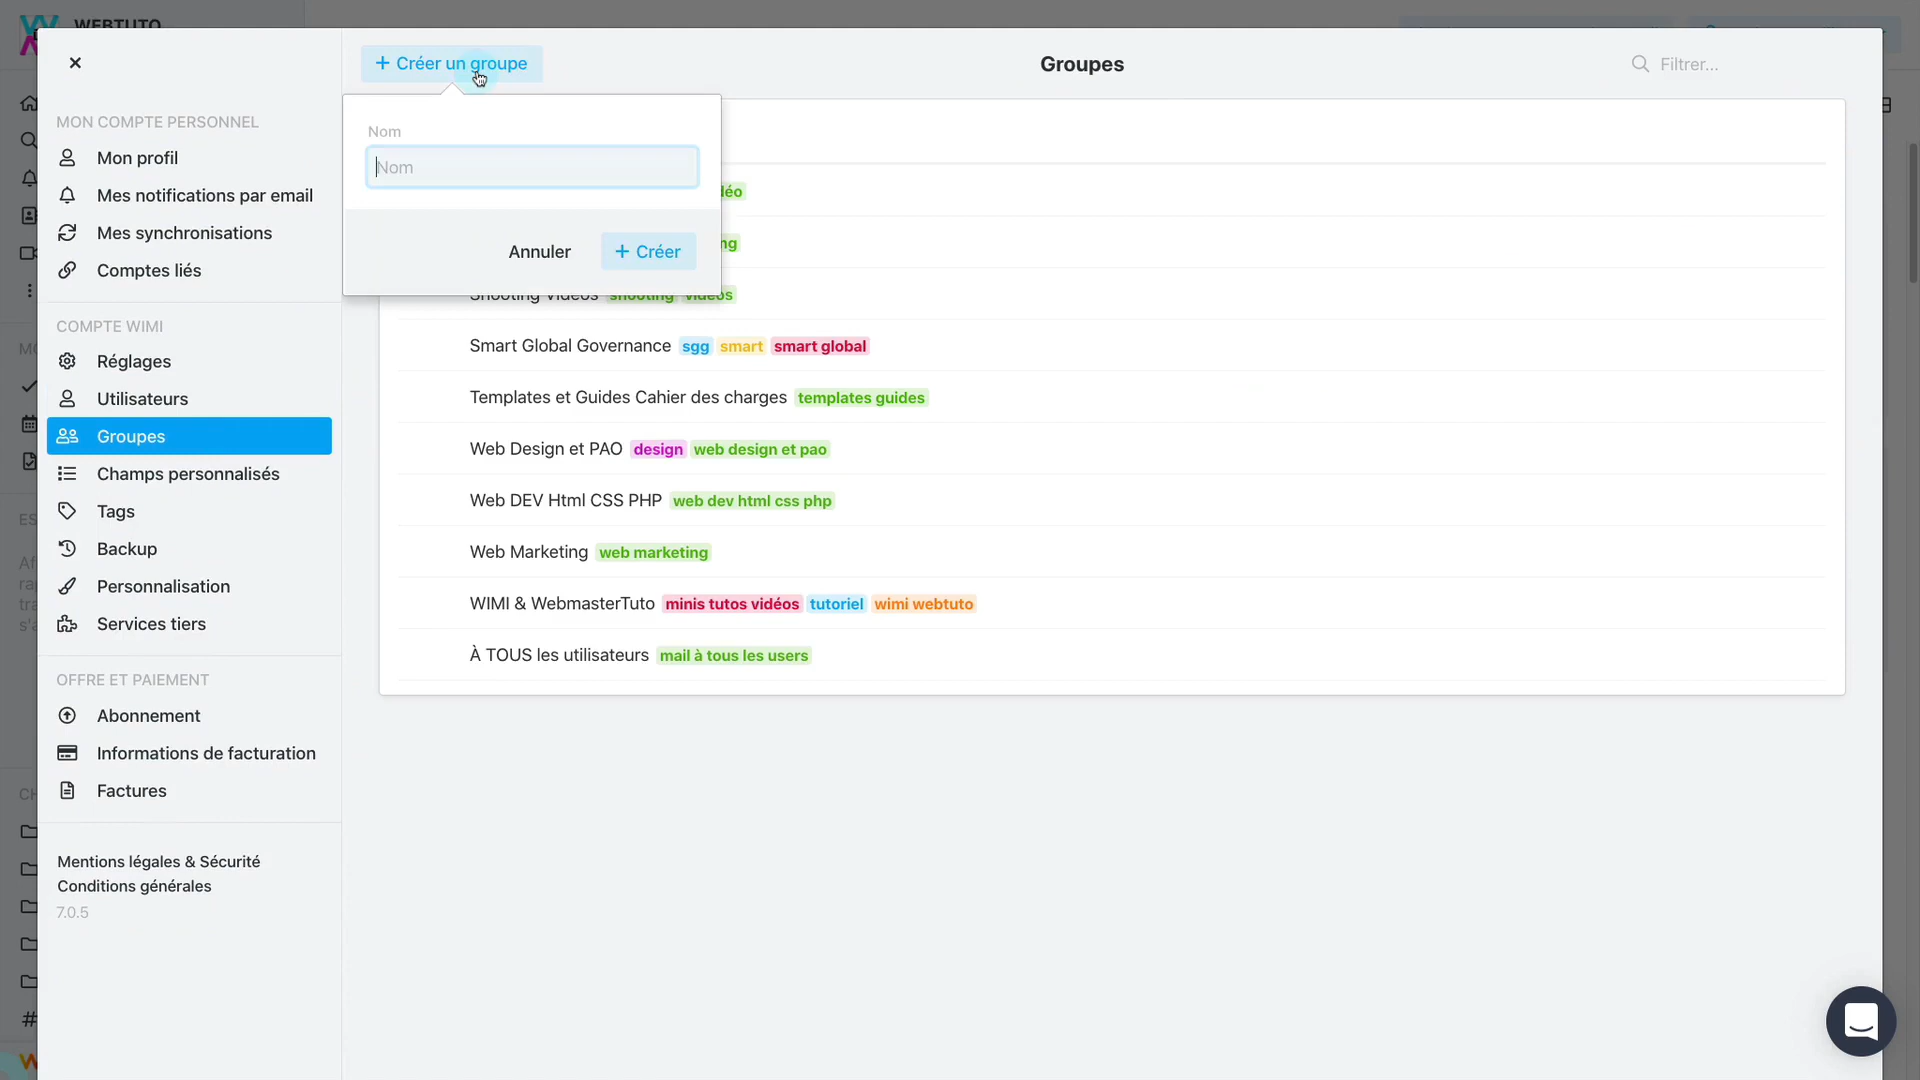 WEBTUTO
+ Créer un groupe
Groupes
Filtrer...
MON COMPTE PERSONNEL
Mon profil
Mes notifications par email
Mes synchronisations
Comptes liés
COMPTE WIMI
Réglages
Utilisateurs
Groupes
Champs personnalisés
Tags
Backup
Personnalisation
Services tiers
OFFRE ET PAIEMENT
Abonnement
Informations de facturation
Factures
Mentions légales & Sécurité
Conditions générales
7.0.5
Nom
Nom
Annuler
+ Créer
Shooting Vidéos shooting vidéos
Smart Global Governance sgg smart smart global
Templates et Guides Cahier des charges templates guides
Web Design et PAO design web design et pao
Web DEV Html CSS PHP web dev html css php
Web Marketing web marketing
WIMI & WebmasterTuto minis tutos vidéos tutoriel wimi webtuto
À TOUS les utilisateurs mail à tous les users